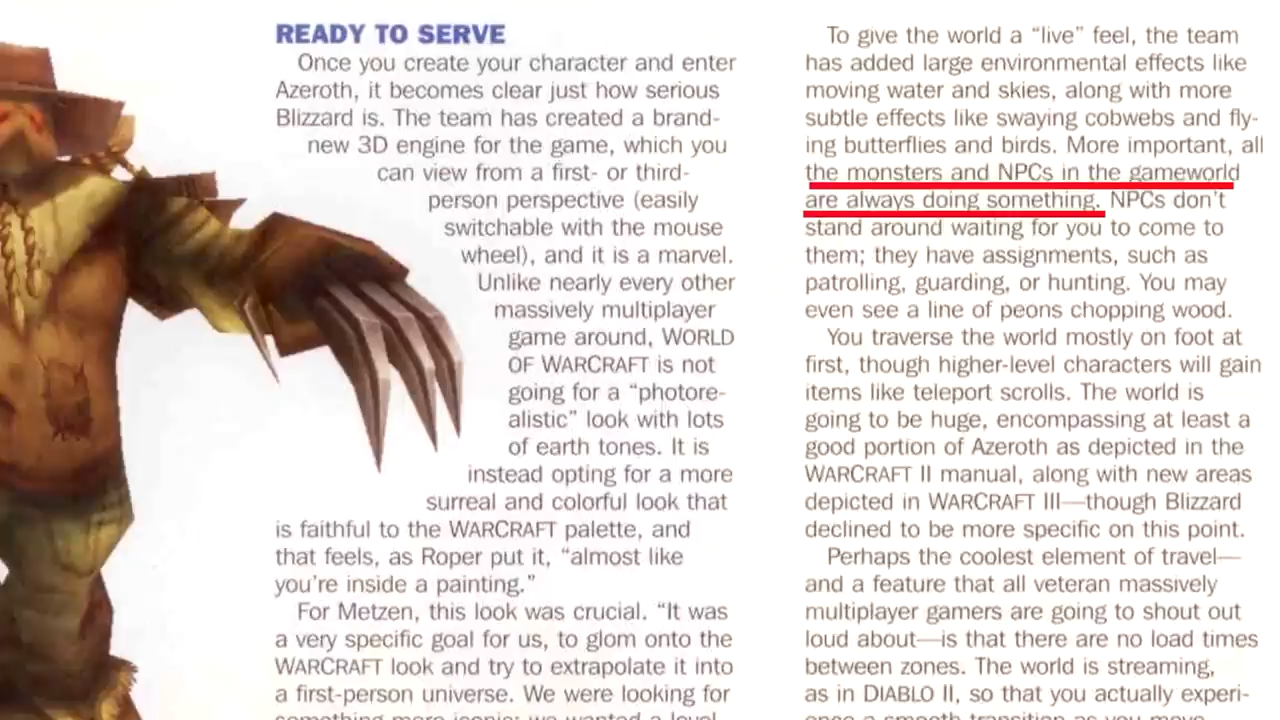 READY TO SERVE
Once you create your character and enter
Azeroth, it becomes clear just how serious
Blizzard is. The team has created a brand-
new 3D engine for the game, which you
can view from a first- or third-
person perspective (easily
switchable with the mouse
wheel), and it is a marvel.
Unlike nearly every other
massively multiplayer
game around, WORLD
OF WARCRAFT is not
going for a “photore-
alistic” look with lots
of earth tones. It is
instead opting for a more
surreal and colorful look that
is faithful to the WARCRAFT palette, and
that feels, as Roper put it, “almost like
you’re inside a painting.”
For Metzen, this look was crucial. “It was
a very specific goal for us, to glom onto the
WARCRAFT look and try to extrapolate it into
a first-person universe. We were looking for
something more iconic; we wanted a level
To give the world a “live” feel, the team
has added large environmental effects like
moving water and skies, along with more
subtle effects like swaying cobwebs and fly-
ing butterflies and birds. More important, all
the monsters and NPCs in the gameworld
are always doing something. NPCs don’t
stand around waiting for you to come to
them; they have assignments, such as
patrolling, guarding, or hunting. You may
even see a line of peons chopping wood.
You traverse the world mostly on foot at
first, though higher-level characters will gain
items like teleport scrolls. The world is
going to be huge, encompassing at least a
good portion of Azeroth as depicted in the
WARCRAFT II manual, along with new areas
depicted in WARCRAFT III—though Blizzard
declined to be more specific on this point.
Perhaps the coolest element of travel—
and a feature that all veteran massively
multiplayer gamers are going to shout out
loud about—is that there are no load times
between zones. The world is streaming,
as in DIABLO II, so that you actually experi-
ence a smooth transition as you move